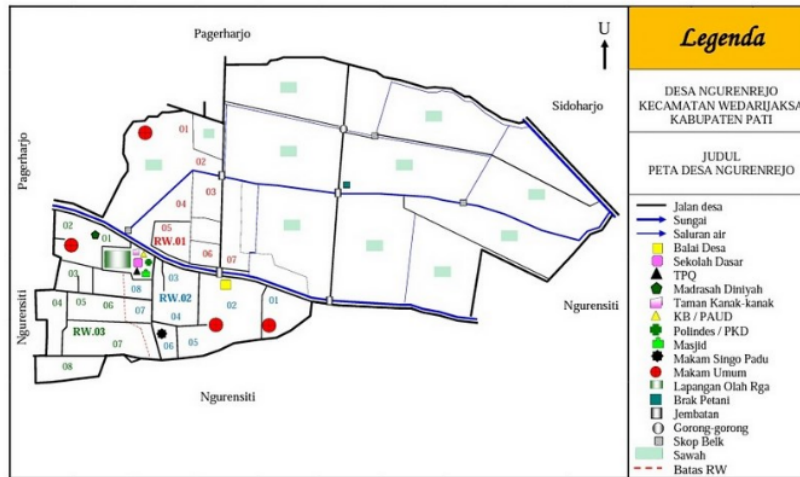 Pagerharjo
U
Sidoharjo
Pagerharjo
01
02
03
04
05
RW.01
06
07
02
01
03
04
05
06
08
07
RW.03
07
08
03
RW.02
04
02
01
06
05
Ngurensiti
Ngurensiti
Ngurensiti
Legenda
DESA NGURENREJO
KECAMATAN WEDARIJAKSA
KABUPATEN PATI
JUDUL
PETA DESA NGURENREJO
Jalan desa
Sungai
Saluran air
Balai Desa
Sekolah Dasar
TPQ
Madrasah Diniyah
Taman Kanak-kanak
KB / PAUD
Polindes / PKD
Masjid
Makam Singo Padu
Makam Umum
Lapangan Olah Rga
Brak Petani
Jembatan
Gorong-gorong
Skop Belk
Sawah
Batas RW